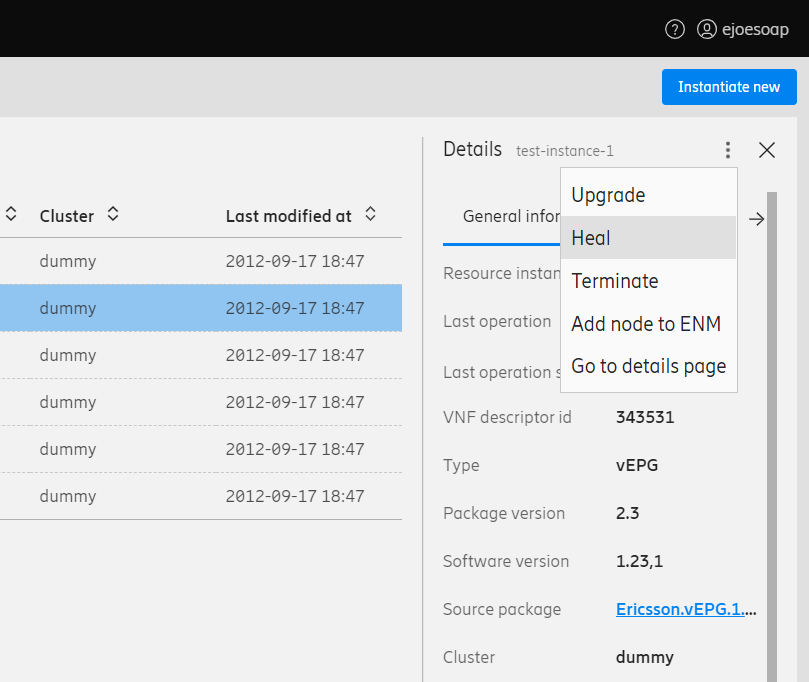 ejoesoap
Instantiate new
Details test-instance-1
Upgrade
Heal
Terminate
Add node to ENM
Go to details page
Cluster Last modified at
dummy 2012-09-17 18:47
dummy 2012-09-17 18:47
dummy 2012-09-17 18:47
dummy 2012-09-17 18:47
dummy 2012-09-17 18:47
dummy 2012-09-17 18:47
General infor
Resource instan
Last operation
Last operation s
VNF descriptor id 343531
Type vEPG
Package version 2.3
Software version 1.23,1
Source package Ericsson.vEPG.1....
Cluster dummy